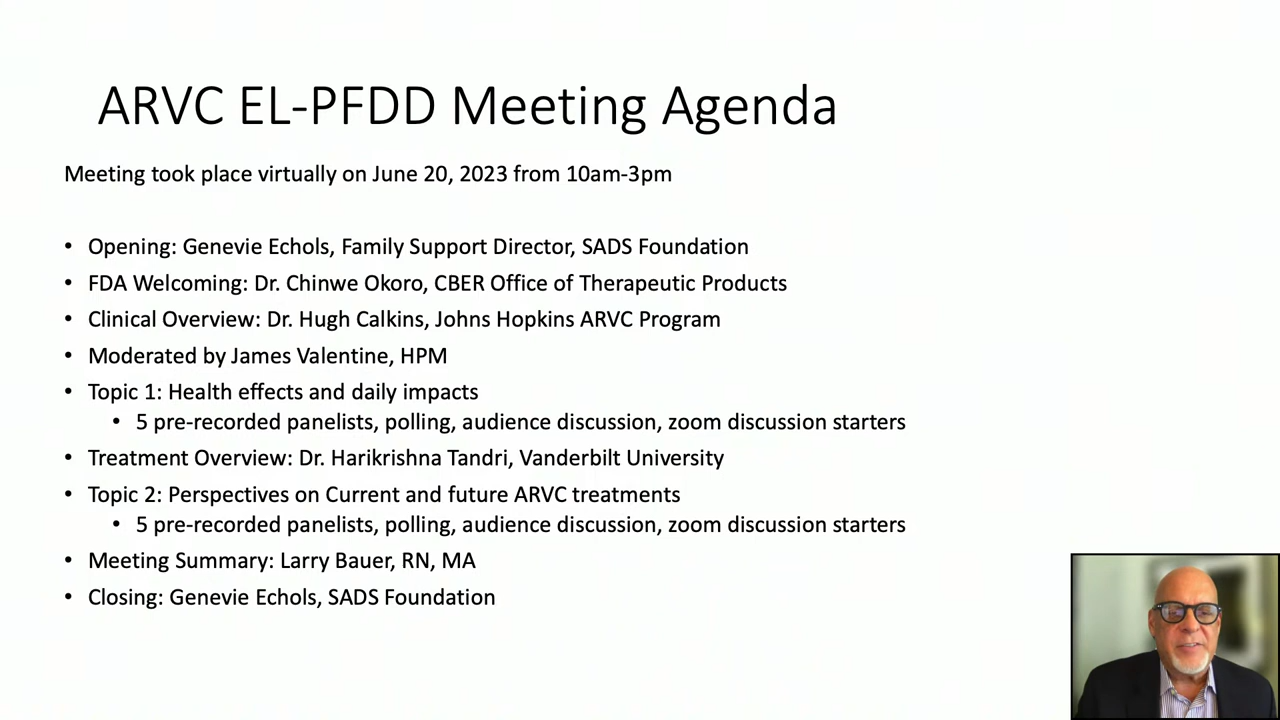 ARVC EL-PFDD Meeting Agenda
Meeting took place virtually on June 20, 2023 from 10am-3pm
• Opening: Genevie Echols, Family Support Director, SADS Foundation
• FDA Welcoming: Dr. Chinwe Okoro, CBER Office of Therapeutic Products
• Clinical Overview: Dr. Hugh Calkins, Johns Hopkins ARVC Program
• Moderated by James Valentine, HPM
• Topic 1: Health effects and daily impacts
• 5 pre-recorded panelists, polling, audience discussion, zoom discussion starters
• Treatment Overview: Dr. Harikrishna Tandri, Vanderbilt University
• Topic 2: Perspectives on Current and future ARVC treatments
• 5 pre-recorded panelists, polling, audience discussion, zoom discussion starters
• Meeting Summary: Larry Bauer, RN, MA
• Closing: Genevie Echols, SADS Foundation